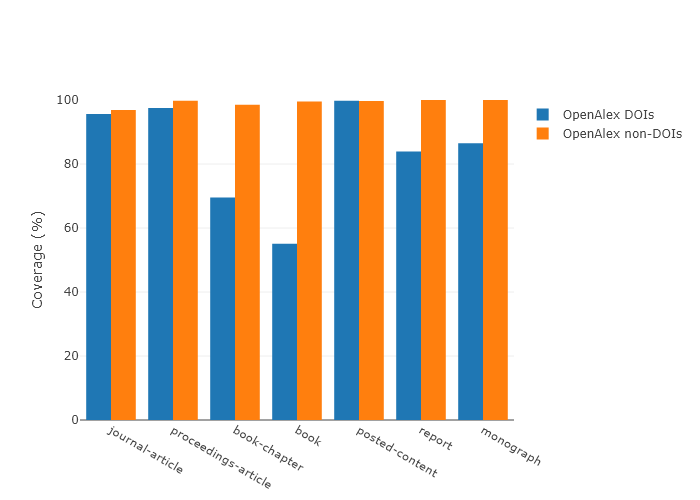 100
80
60
40
20
0
Coverage (%)
OpenAlex DOIs
OpenAlex non-DOIs
journal-article
proceedings-article
book-chapter
book
posted-content
report
monograph